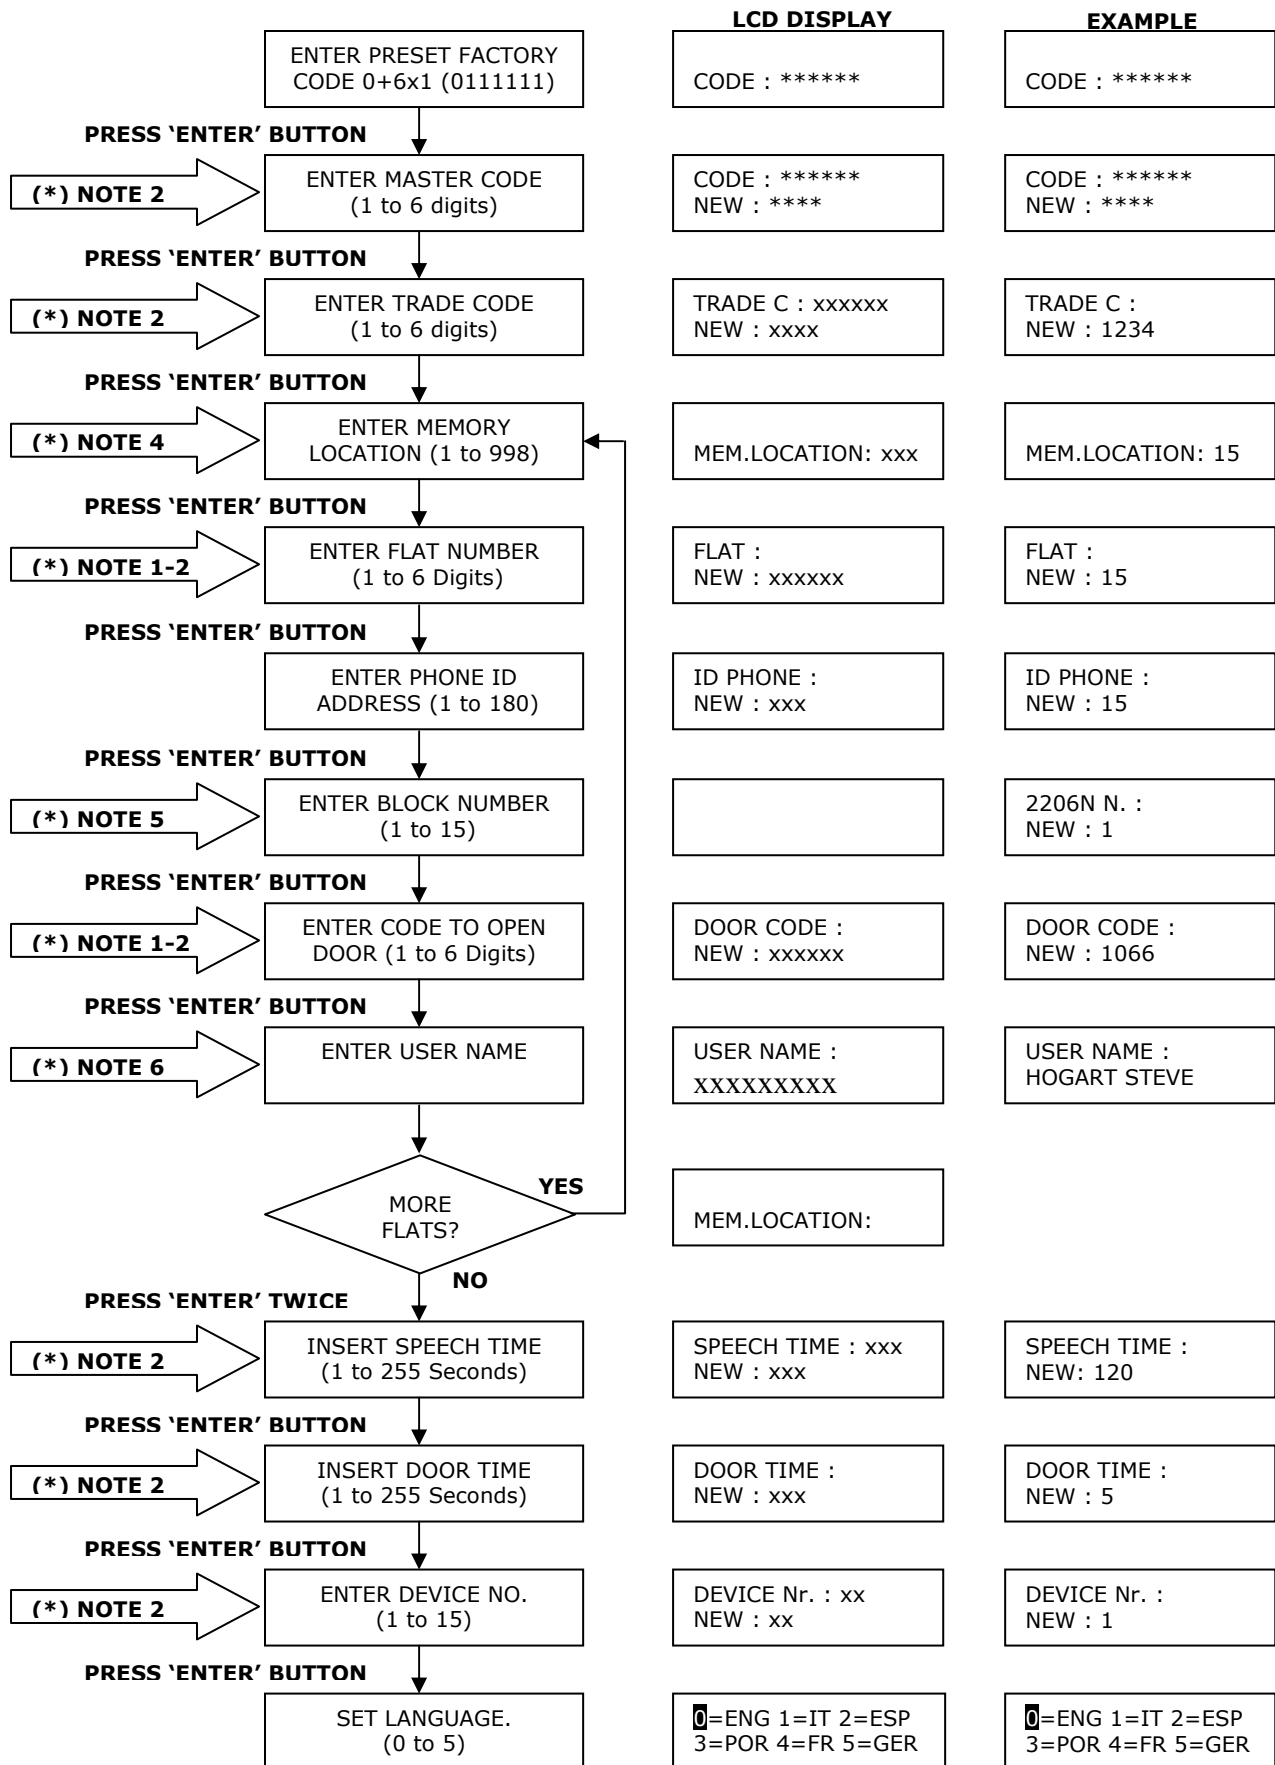 LCD DISPLAY
EXAMPLE
ENTER PRESET FACTORY
CODE 0+6x1 (0111111)
CODE : ******
CODE : ******
PRESS ‘ENTER’ BUTTON
(*) NOTE 2
ENTER MASTER CODE
(1 to 6 digits)
CODE : ******
NEW : ****
CODE : ******
NEW : ****
PRESS ‘ENTER’ BUTTON
(*) NOTE 2
ENTER TRADE CODE
(1 to 6 digits)
TRADE C : xxxxxx
NEW : xxxx
TRADE C :
NEW : 1234
PRESS ‘ENTER’ BUTTON
(*) NOTE 4
ENTER MEMORY
LOCATION (1 to 998)
MEM.LOCATION: xxx
MEM.LOCATION: 15
PRESS ‘ENTER’ BUTTON
(*) NOTE 1-2
ENTER FLAT NUMBER
(1 to 6 Digits)
FLAT :
NEW : xxxxxx
FLAT :
NEW : 15
PRESS ‘ENTER’ BUTTON
ENTER PHONE ID
ADDRESS (1 to 180)
ID PHONE :
NEW : xxx
ID PHONE :
NEW : 15
PRESS ‘ENTER’ BUTTON
(*) NOTE 5
ENTER BLOCK NUMBER
(1 to 15)
2206N N. :
NEW : 1
PRESS ‘ENTER’ BUTTON
(*) NOTE 1-2
ENTER CODE TO OPEN
DOOR (1 to 6 Digits)
DOOR CODE :
NEW : xxxxxx
DOOR CODE :
NEW : 1066
PRESS ‘ENTER’ BUTTON
(*) NOTE 6
ENTER USER NAME
USER NAME :
xxxxxxxxx
USER NAME :
HOGART STEVE
MORE
FLATS?
YES
MEM.LOCATION:
NO
PRESS ‘ENTER’ TWICE
(*) NOTE 2
INSERT SPEECH TIME
(1 to 255 Seconds)
SPEECH TIME : xxx
NEW : xxx
SPEECH TIME :
NEW: 120
PRESS ‘ENTER’ BUTTON
(*) NOTE 2
INSERT DOOR TIME
(1 to 255 Seconds)
DOOR TIME :
NEW : xxx
DOOR TIME :
NEW : 5
PRESS ‘ENTER’ BUTTON
(*) NOTE 2
ENTER DEVICE NO.
(1 to 15)
DEVICE Nr. : xx
NEW : xx
DEVICE Nr. :
NEW : 1
PRESS ‘ENTER’ BUTTON
SET LANGUAGE.
(0 to 5)
0=ENG 1=IT 2=ESP
3=POR 4=FR 5=GER
0=ENG 1=IT 2=ESP
3=POR 4=FR 5=GER